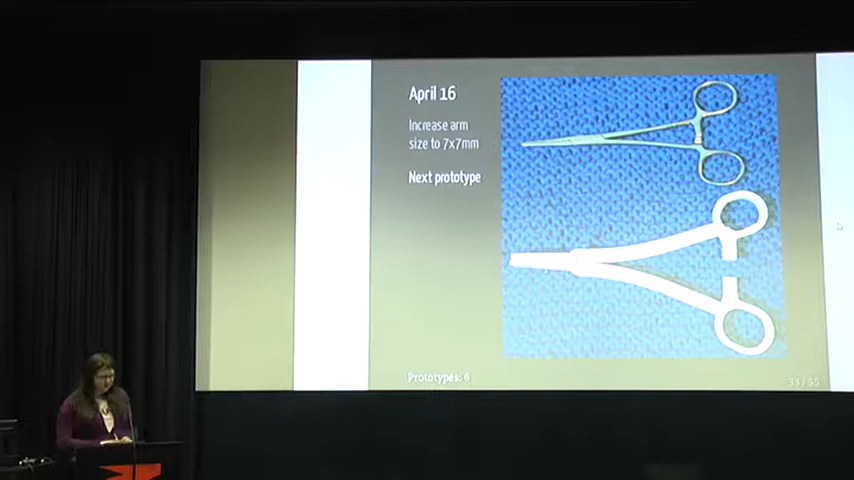 April 16
Increase arm
size to 7x7mm
Next prototype
Prototypes: 6
33 / 55